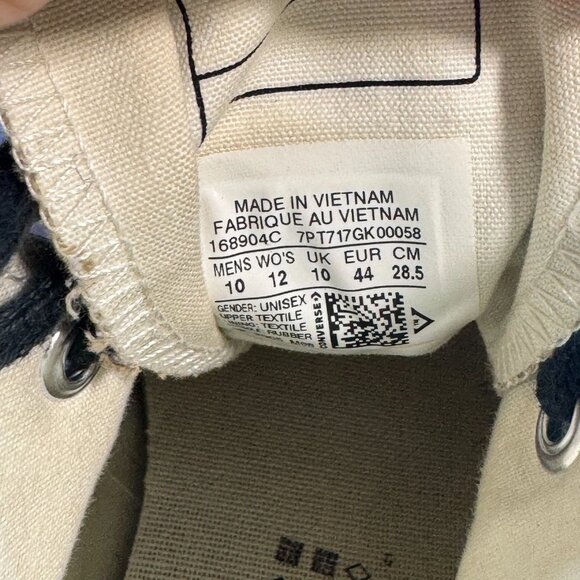 MADE IN VIETNAM
FABRIQUE AU VIETNAM
168904C 7PT717GK00058
MENS WO'S UK EUR CM
10 12 10 44 28.5
GENDER: UNISEX
UPPER TEXTILE
TEXTILE
RUBBER
CONVERSE